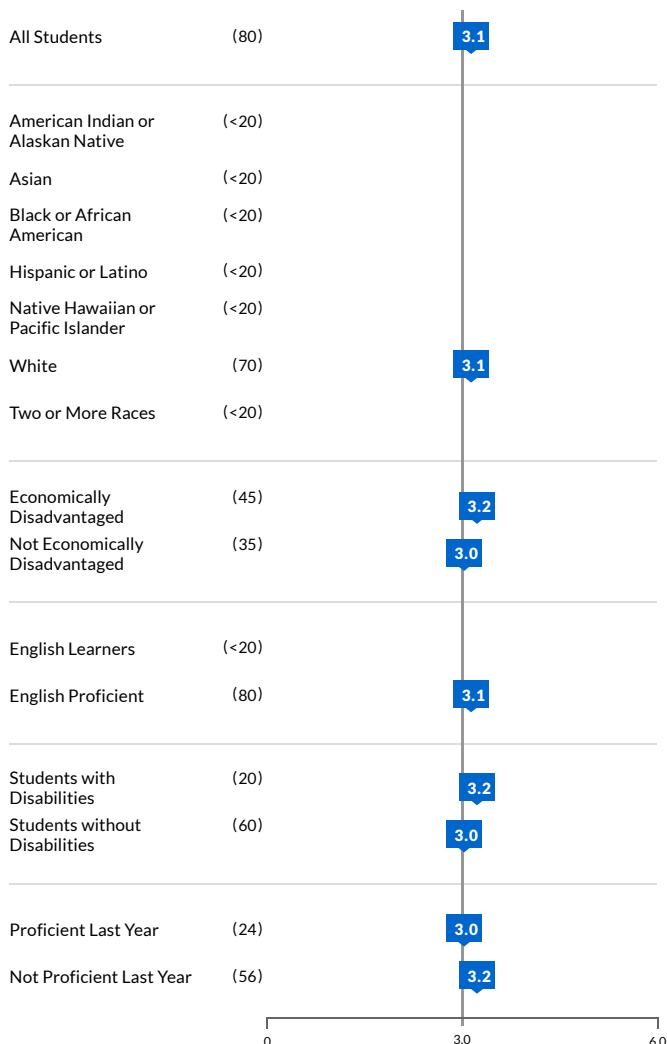 All Students (80) 3.1
American Indian or (<20)
Alaskan Native
Asian (<20)
Black or African (<20)
American
Hispanic or Latino (<20)
Native Hawaiian or (<20)
Pacific Islander
White (70) 3.1
Two or More Races (<20)
Economically (45) 3.2
Disadvantaged
Not Economically (35) 3.0
Disadvantaged
English Learners (<20)
English Proficient (80) 3.1
Students with (20) 3.2
Disabilities
Students without (60) 3.0
Disabilities
Proficient Last Year (24) 3.0
Not Proficient Last Year (56) 3.2
0 3.0 6.0